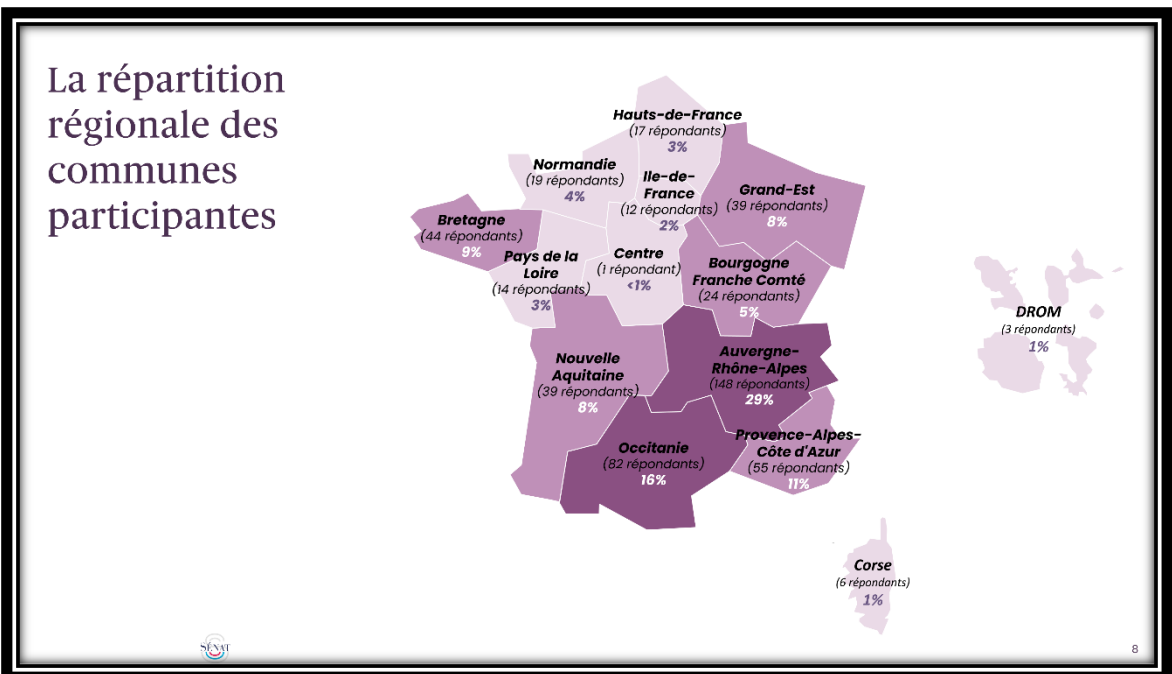 La répartition
régionale des
communes
participantes
Hauts-de-France
(17 répondants)
3%
Normandie
(19 répondants)
4%
Ile-de-
France
(12 répondants)
2%
Grand-Est
(39 répondants)
8%
Bretagne
(44 répondants)
9%
Pays de la
Loire
(14 répondants)
3%
Centre
(1 répondant)
<1%
Bourgogne
Franche Comté
(24 répondants)
5%
DROM
(3 répondants)
1%
Nouvelle
Aquitaine
(39 répondants)
8%
Auvergne-
Rhône-Alpes
(148 répondants)
29%
Occitanie
(82 répondants)
16%
Provence-Alpes-
Côte d'Azur
(55 répondants)
11%
Corse
(6 répondants)
1%
SÉNAT
8